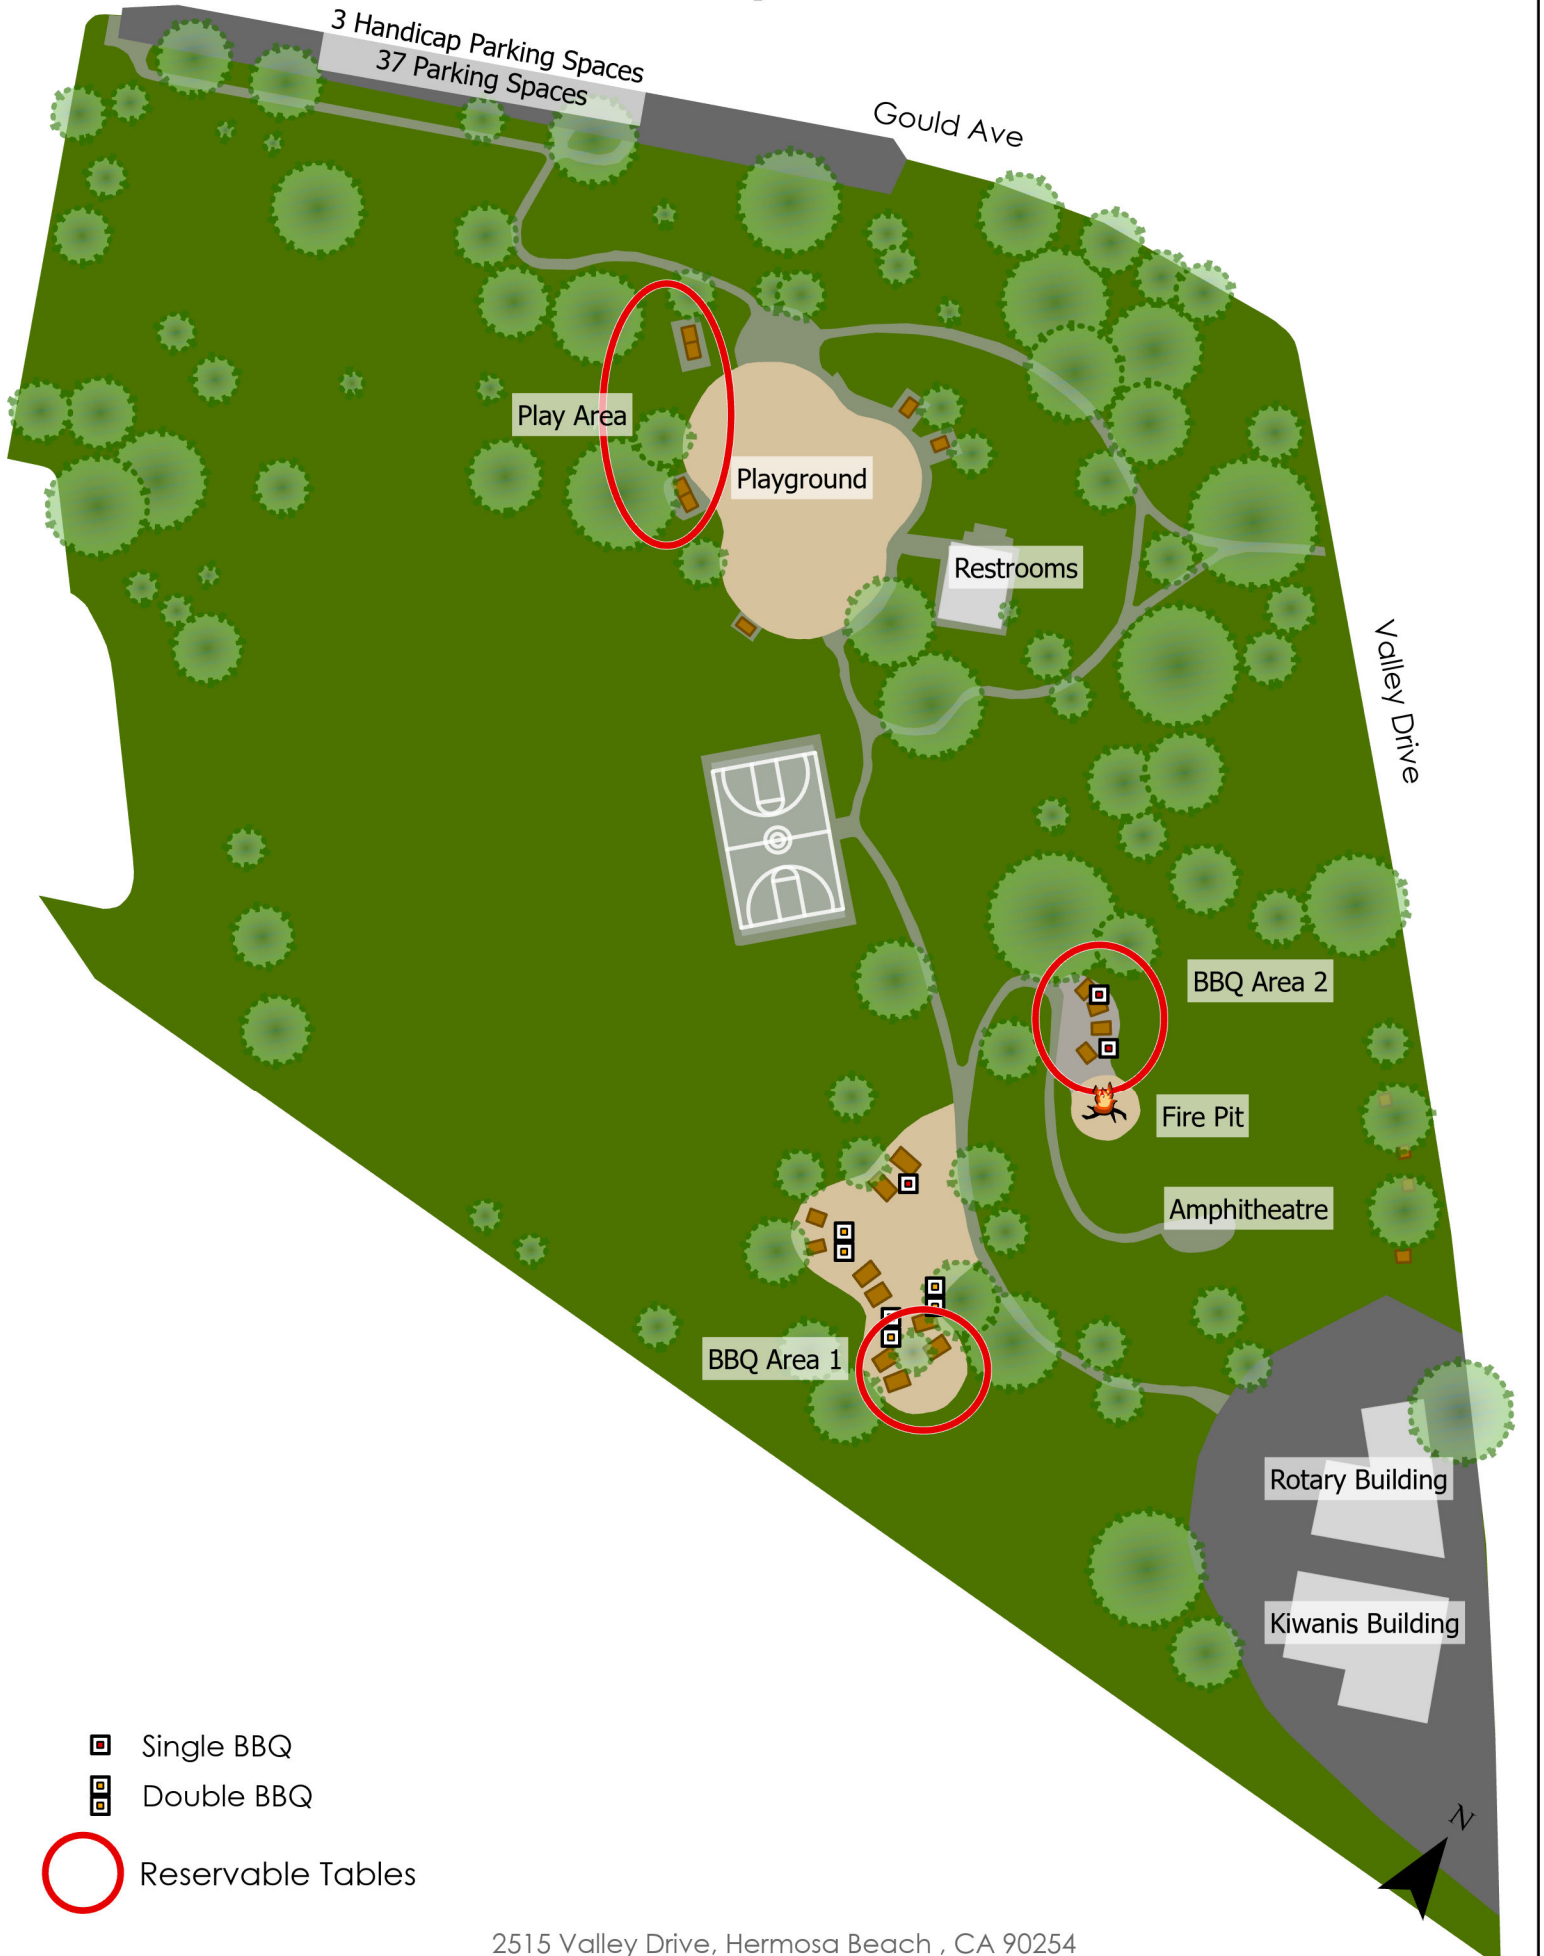 3 Handicap Parking Spaces
37 Parking Spaces
Gould Ave
Play Area
Playground
Restrooms
Valley Drive
BBQ Area 2
Fire Pit
Amphitheatre
BBQ Area 1
Rotary Building
Kiwanis Building
Single BBQ
Double BBQ
Reservable Tables
N
2515 Valley Drive, Hermosa Beach , CA 90254